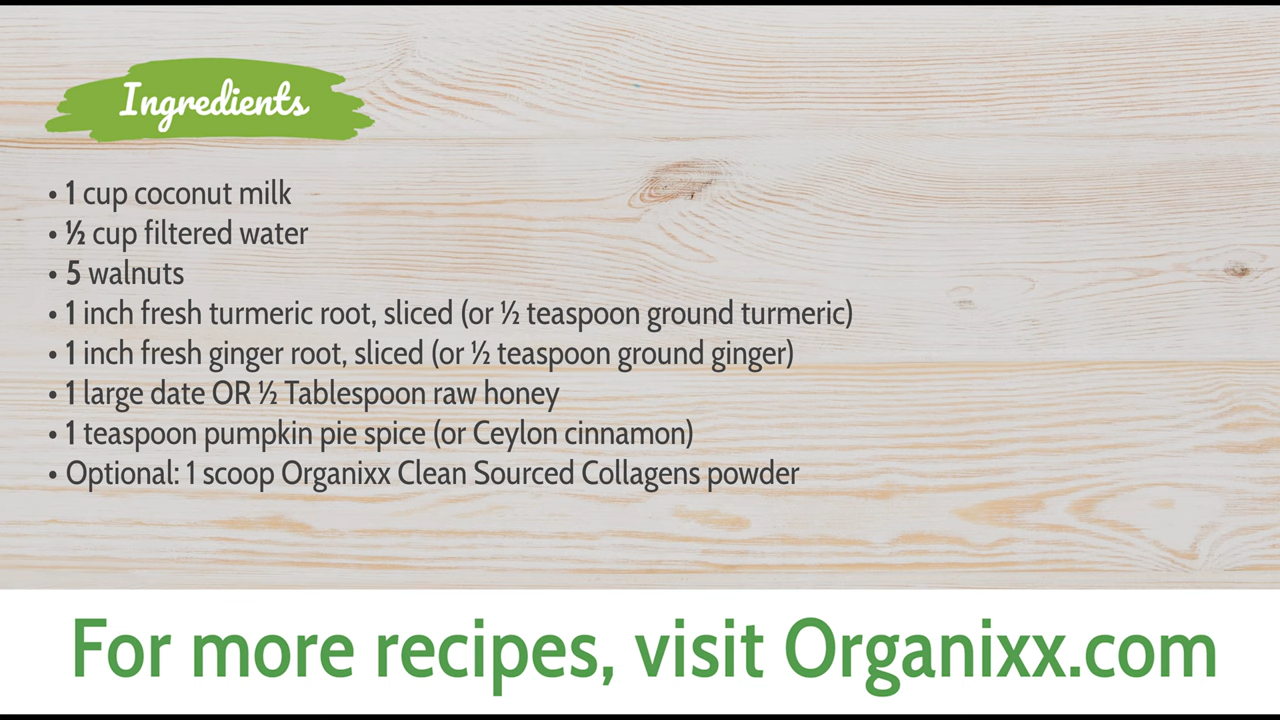 Ingredients
• 1 cup coconut milk
• ½ cup filtered water
• 5 walnuts
• 1 inch fresh turmeric root, sliced (or ½ teaspoon ground turmeric)
• 1 inch fresh ginger root, sliced (or ½ teaspoon ground ginger)
• 1 large date OR ½ Tablespoon raw honey
• 1 teaspoon pumpkin pie spice (or Ceylon cinnamon)
• Optional: 1 scoop Organixx Clean Sourced Collagens powder
For more recipes, visit Organixx.com